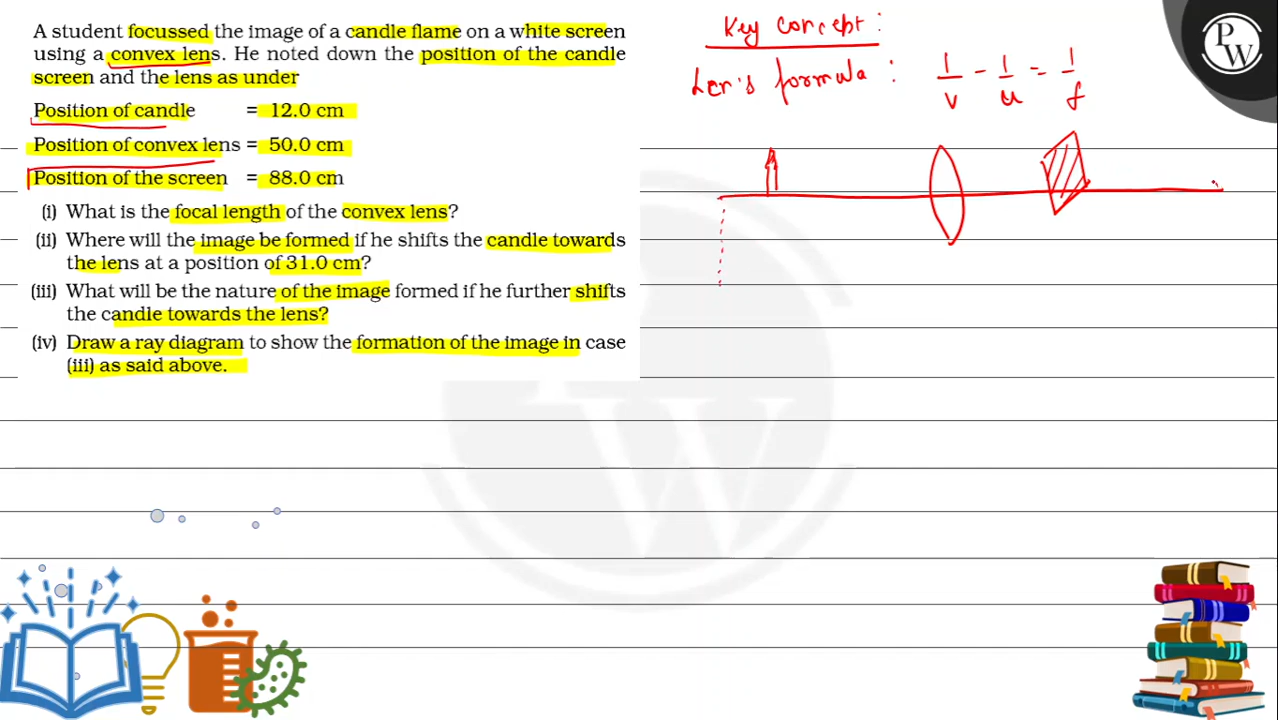 A student focussed the image of a candle flame on a white screen
using a convex lens. He noted down the position of the candle
screen and the lens as under
Position of candle = 12.0 cm
Position of convex lens = 50.0 cm
Position of the screen = 88.0 cm
(i) What is the focal length of the convex lens?
(ii) Where will the image be formed if he shifts the candle towards
the lens at a position of 31.0 cm?
(iii) What will be the nature of the image formed if he further shifts
the candle towards the lens?
(iv) Draw a ray diagram to show the formation of the image in case
(iii) as said above.
Key concept :
Len's formula : 1/v - 1/u = 1/f
PW
W